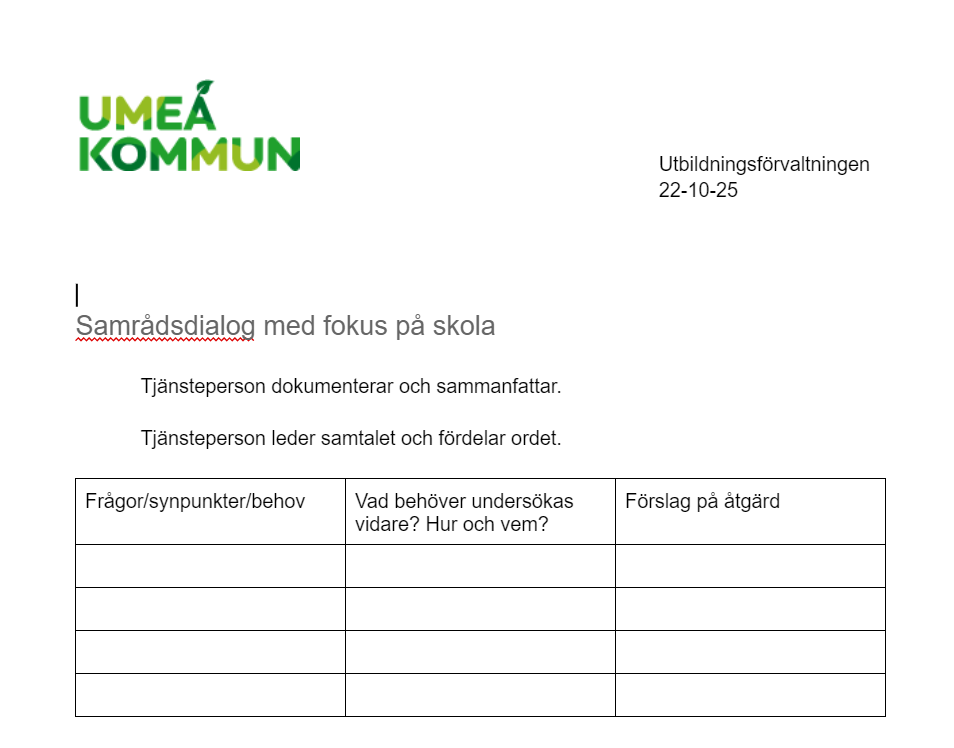 UMEÅ
KOMMUN
Utbildningsförvaltningen
22-10-25
Samrådsdialog med fokus på skola
Tjänsteperson dokumenterar och sammanfattar.
Tjänsteperson leder samtalet och fördelar ordet.
Frågor/synpunkter/behov
Vad behöver undersökas
vidare? Hur och vem?
Förslag på åtgärd